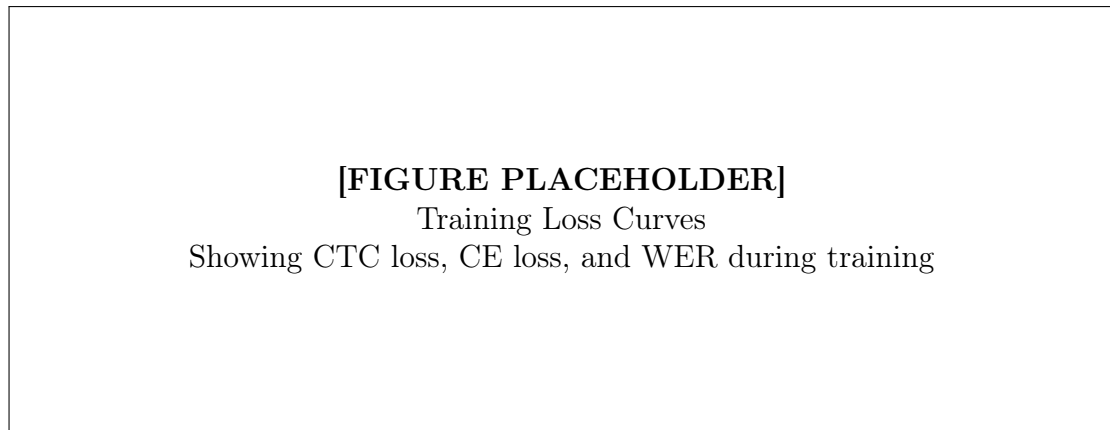 [FIGURE PLACEHOLDER]
Training Loss Curves
Showing CTC loss, CE loss, and WER during training